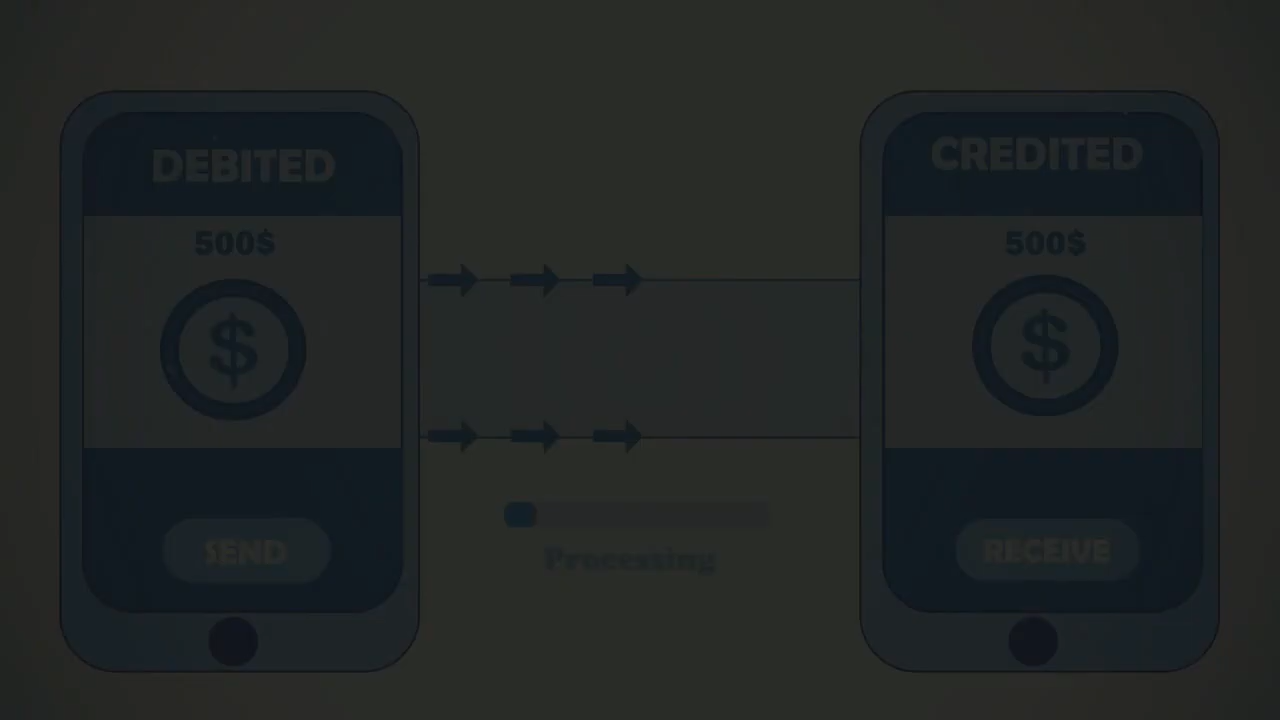 DEBITED
500$
$
SEND
Processing
CREDITED
500$
$
RECEIVE